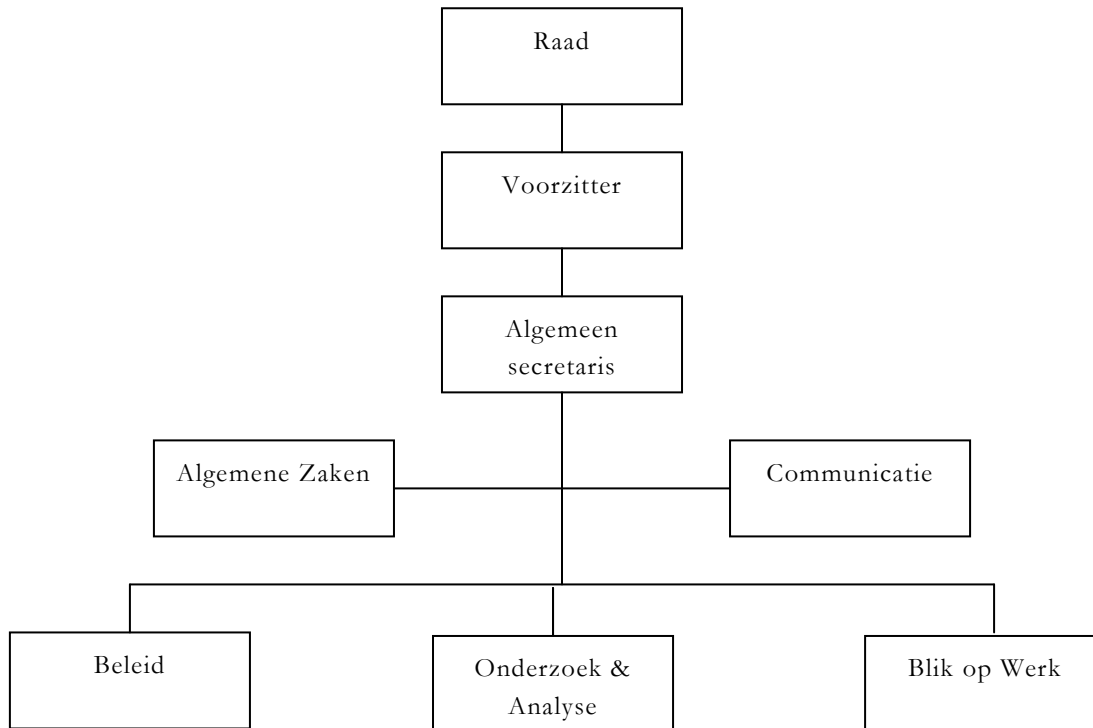 Raad
Voorzitter
Algemeen
secretaris
Algemene Zaken
Communicatie
Beleid
Onderzoek &
Analyse
Blik op Werk